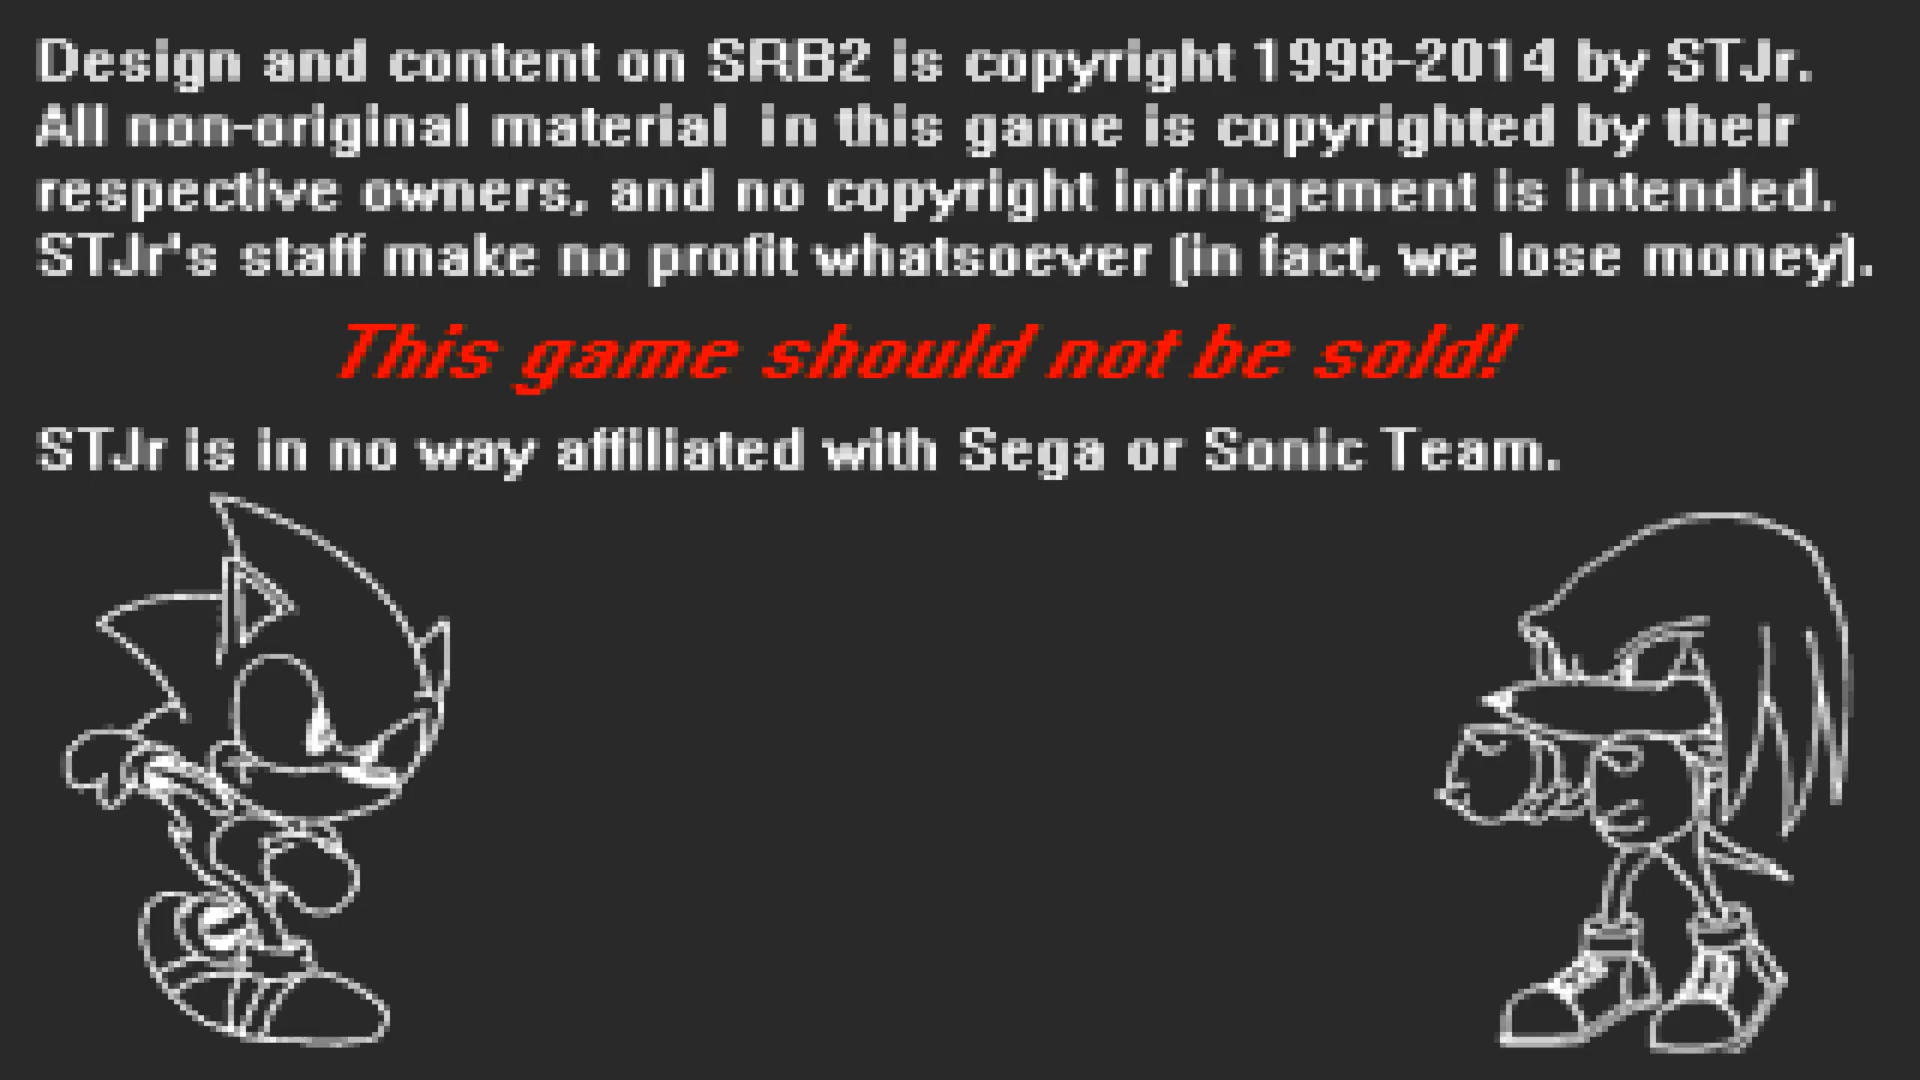 Design and content on SRB2 is copyright 1998-2014 by STJr.
All non-original material in this game is copyrighted by their
respective owners, and no copyright infringement is intended.
STJr's staff make no profit whatsoever (in fact, we lose money).
This game should not be sold!
STJr is in no way affiliated with Sega or Sonic Team.